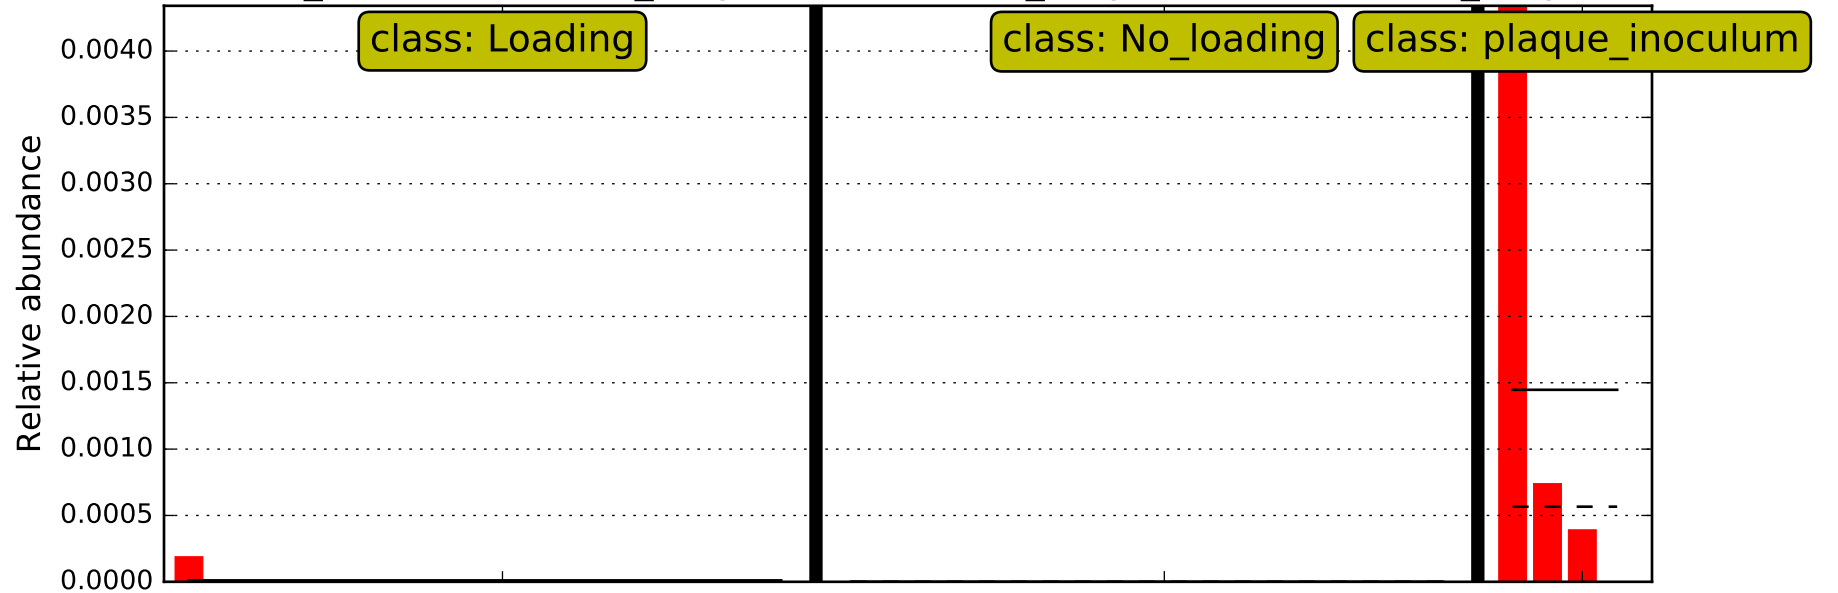 class: Loading
class: No_loading
class: plaque_inoculum
Relative abundance
0.0040
0.0035
0.0030
0.0025
0.0020
0.0015
0.0010
0.0005
0.0000